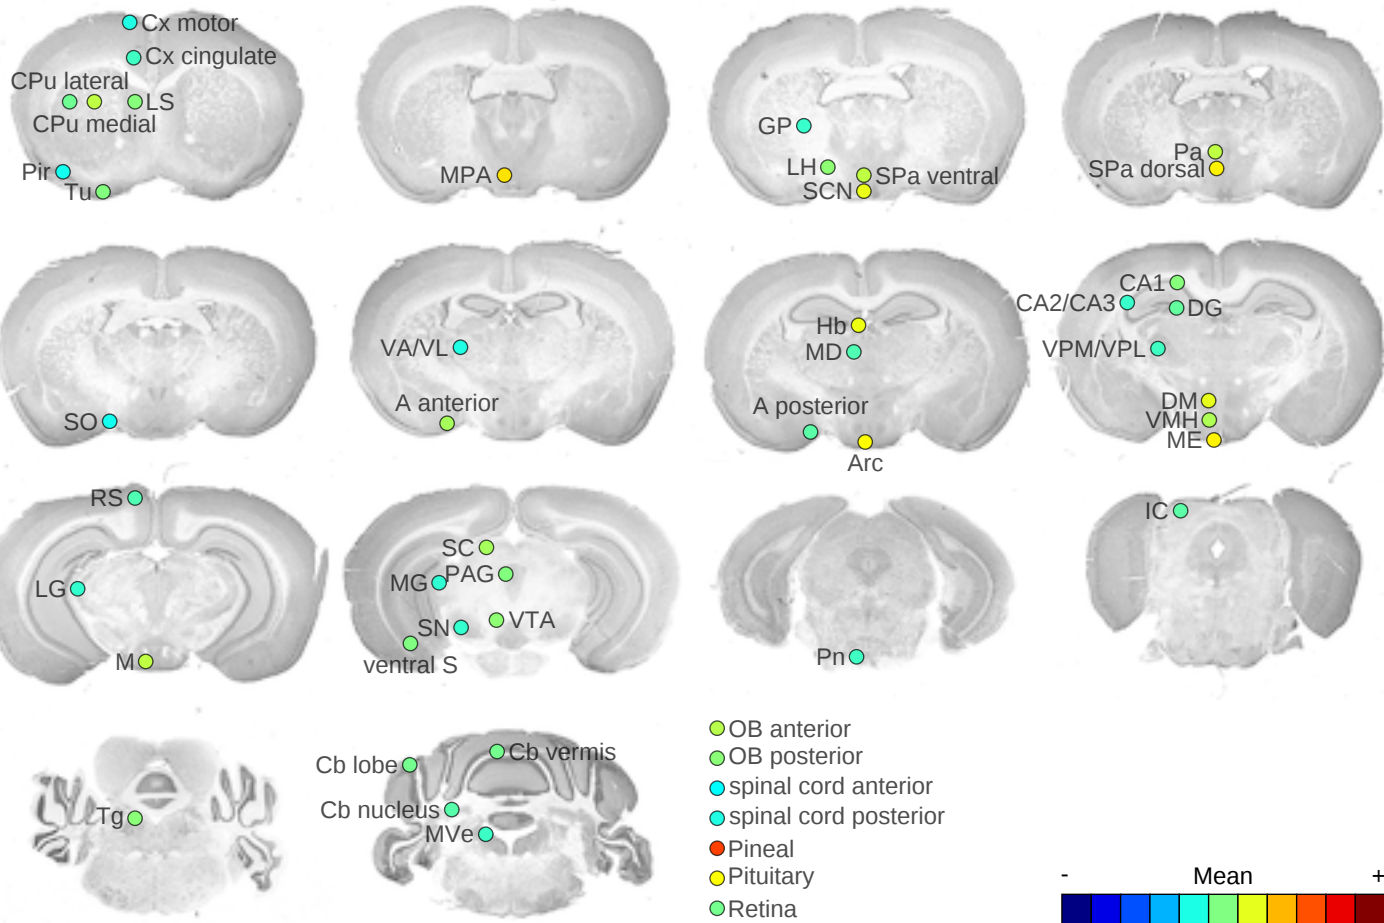 Cx motor
Cx cingulate
CPu lateral
LS
CPu medial
Pir
Tu
MPA
GP
LH
SPa ventral
SCN
Pa
SPa dorsal
SO
VA/VL
A anterior
Hb
MD
A posterior
Arc
CA1
CA2/CA3
DG
VPM/VPL
DM
VMH
ME
RS
LG
M
SC
MG
PAG
SN
VTA
ventral S
Pn
IC
Tg
Cb lobe
Cb vermis
Cb nucleus
MVe
OB anterior
OB posterior
spinal cord anterior
spinal cord posterior
Pineal
Pituitary
Retina
- Mean +